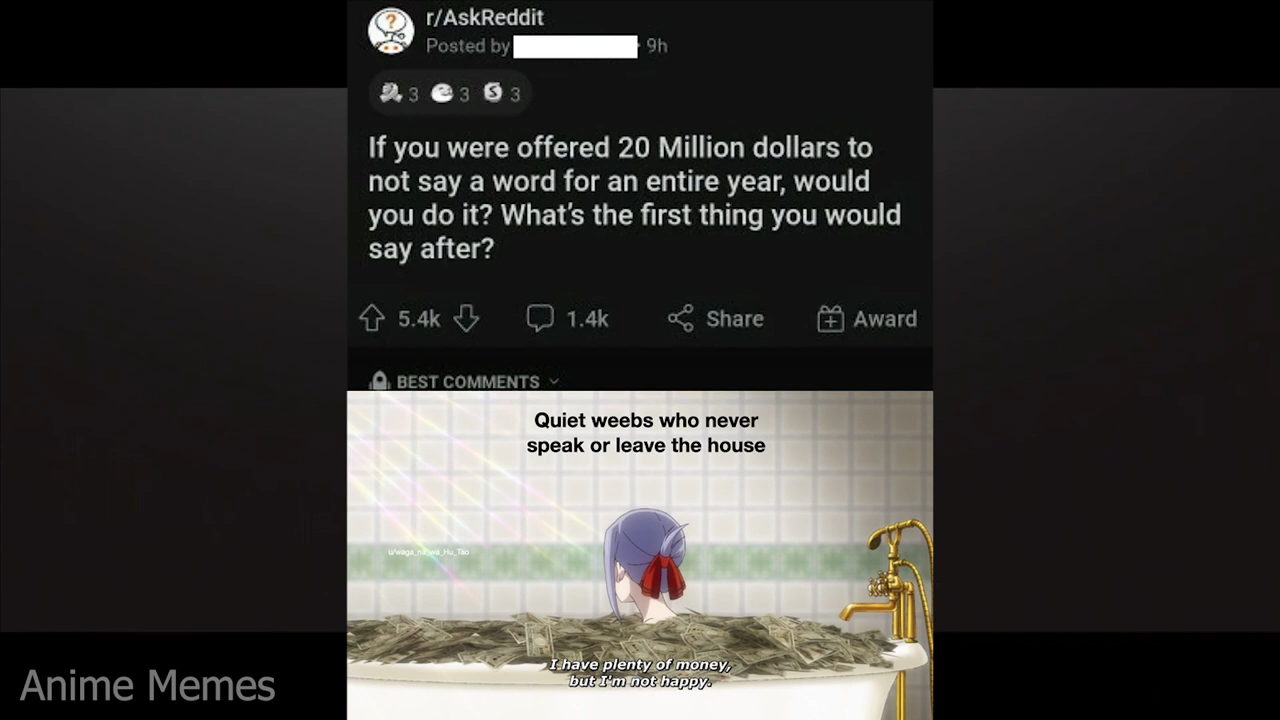 r/AskReddit
Posted by
9h
3 3 3
If you were offered 20 Million dollars to
not say a word for an entire year, would
you do it? What's the first thing you would
say after?
5.4k 1.4k Share Award
BEST COMMENTS
Quiet weebs who never
speak or leave the house
I have plenty of money,
but I'm not happy.
Anime Memes